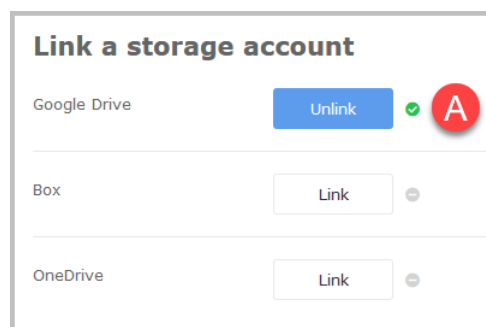 Link a storage account
Google Drive
Unlink
A
Box
Link
OneDrive
Link